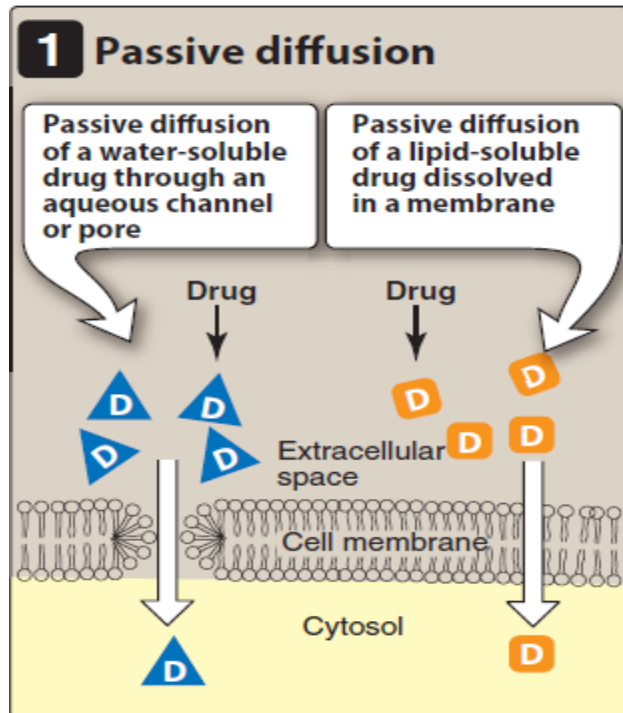 1 Passive diffusion
Passive diffusion
of a water-soluble
drug through an
aqueous channel
or pore
Passive diffusion
of a lipid-soluble
drug dissolved
in a membrane
Drug
Drug
D
D
D
D
D
D
D
D
Extracellular
space
Cell membrane
Cytosol
D
D